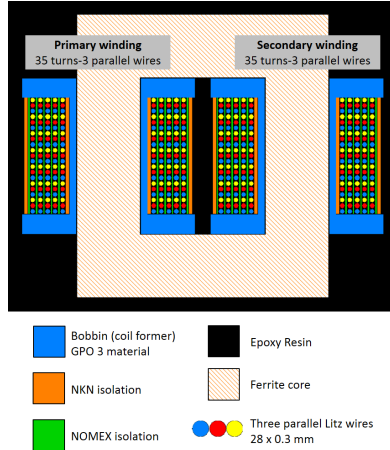 Primary winding
35 turns-3 parallel wires
Secondary winding
35 turns-3 parallel wires
Bobbin (coil former)
GPO 3 material
Epoxy Resin
NKN isolation
Ferrite core
NOMEX isolation
Three parallel Litz wires
28 x 0.3 mm